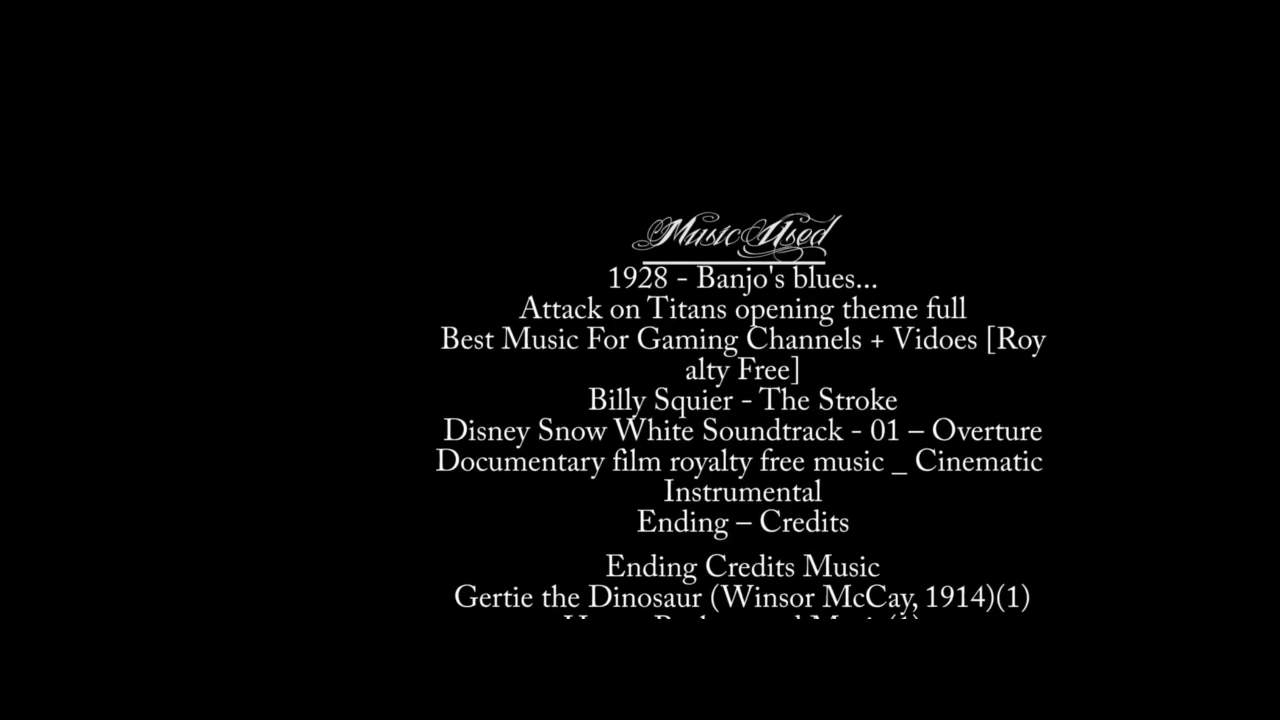 Music Used
1928 - Banjo's blues...
Attack on Titans opening theme full
Best Music For Gaming Channels + Vidoes [Roy
alty Free]
Billy Squier - The Stroke
Disney Snow White Soundtrack - 01 – Overture
Documentary film royalty free music _ Cinematic
Instrumental
Ending – Credits
Ending Credits Music
Gertie the Dinosaur (Winsor McCay, 1914)(1)